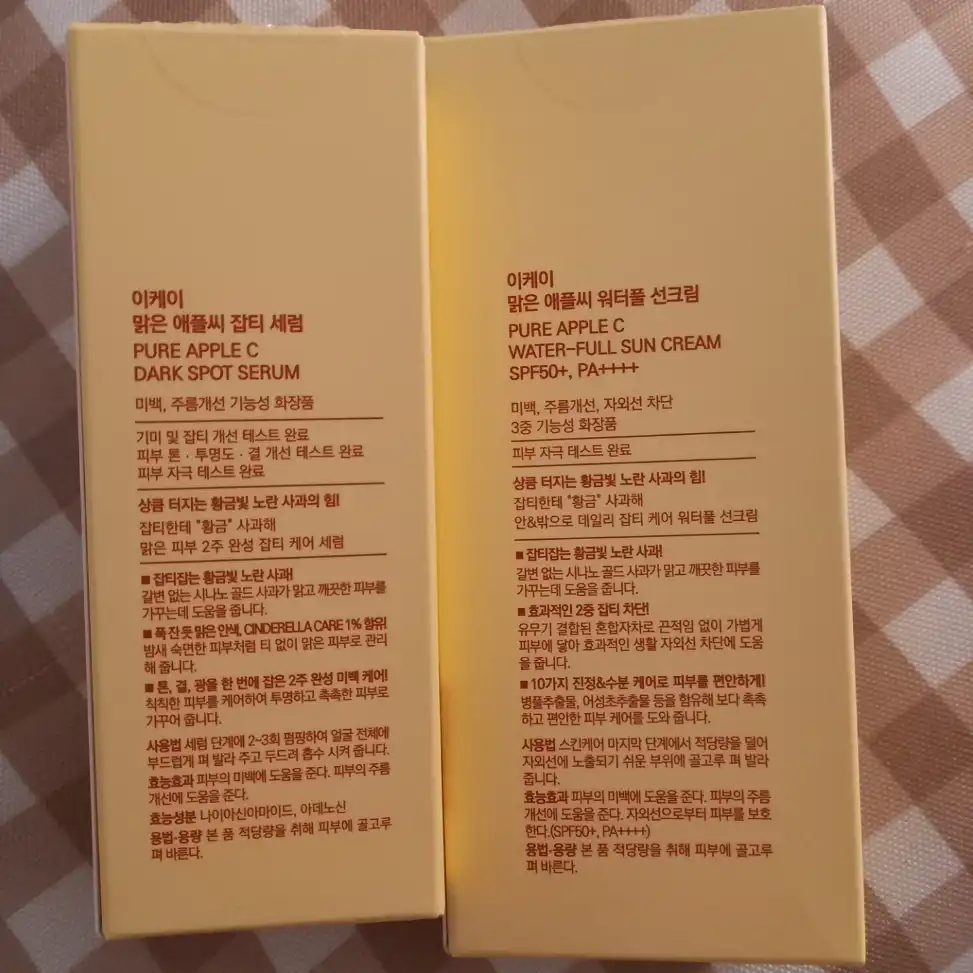 이케이
맑은 애플씨 잡티 세럼
PURE APPLE C
DARK SPOT SERUM
미백, 주름개선 기능성 화장품
기미 및 잡티 개선 테스트 완료
피부 톤 · 투명도 · 결 개선 테스트 완료
피부 자극 테스트 완료
상큼 터지는 황금빛 노란 사과의 힘!
잡티한테 "황금" 사과해
맑은 피부 2주 완성 잡티 케어 세럼
■ 잡티잡는 황금빛 노란 사과!
갈변 없는 시나노 골드 사과가 맑고 깨끗한 피부를
가꾸는데 도움을 줍니다.
■ 푹 잔 듯 맑은 안색, CINDERELLA CARE 1% 함유!
밤새 숙면한 피부처럼 티 없이 맑은 피부로 관리
해 줍니다.
■ 톤, 결, 광을 한 번에 잡은 2주 완성 미백 케어!
칙칙한 피부를 케어하여 투명하고 촉촉한 피부로
가꾸어 줍니다.
사용법 세럼 단계에 2~3회 펌핑하여 얼굴 전체에
부드럽게 펴 발라 주고 두드려 흡수 시켜 줍니다.
효능효과 피부의 미백에 도움을 준다. 피부의 주름
개선에 도움을 준다.
효능성분 나이아신아마이드, 아데노신
용법·용량 본 품 적당량을 취해 피부에 골고루
펴 바른다.
이케이
맑은 애플씨 워터풀 선크림
PURE APPLE C
WATER-FULL SUN CREAM
SPF50+, PA++++
미백, 주름개선, 자외선 차단
3중 기능성 화장품
피부 자극 테스트 완료
상큼 터지는 황금빛 노란 사과의 힘!
잡티한테 "황금" 사과해
안&밖으로 데일리 잡티 케어 워터풀 선크림
■ 잡티잡는 황금빛 노란 사과!
갈변 없는 시나노 골드 사과가 맑고 깨끗한 피부를
가꾸는데 도움을 줍니다.
■ 효과적인 2중 잡티 차단!
유무기 결합된 혼합자차로 끈적임 없이 가볍게
피부에 닿아 효과적인 생활 자외선 차단에 도움
을 줍니다.
■ 10가지 진정&수분 케어로 피부를 편안하게!
병풀추출물, 어성초추출물 등을 함유해 보다 촉촉
하고 편안한 피부 케어를 도와 줍니다.
사용법 스킨케어 마지막 단계에서 적당량을 덜어
자외선에 노출되기 쉬운 부위에 골고루 펴 발라
줍니다.
효능효과 피부의 미백에 도움을 준다. 피부의 주름
개선에 도움을 준다. 자외선으로부터 피부를 보호
한다.(SPF50+, PA++++)
용법·용량 본 품 적당량을 취해 피부에 골고루
펴 바른다.